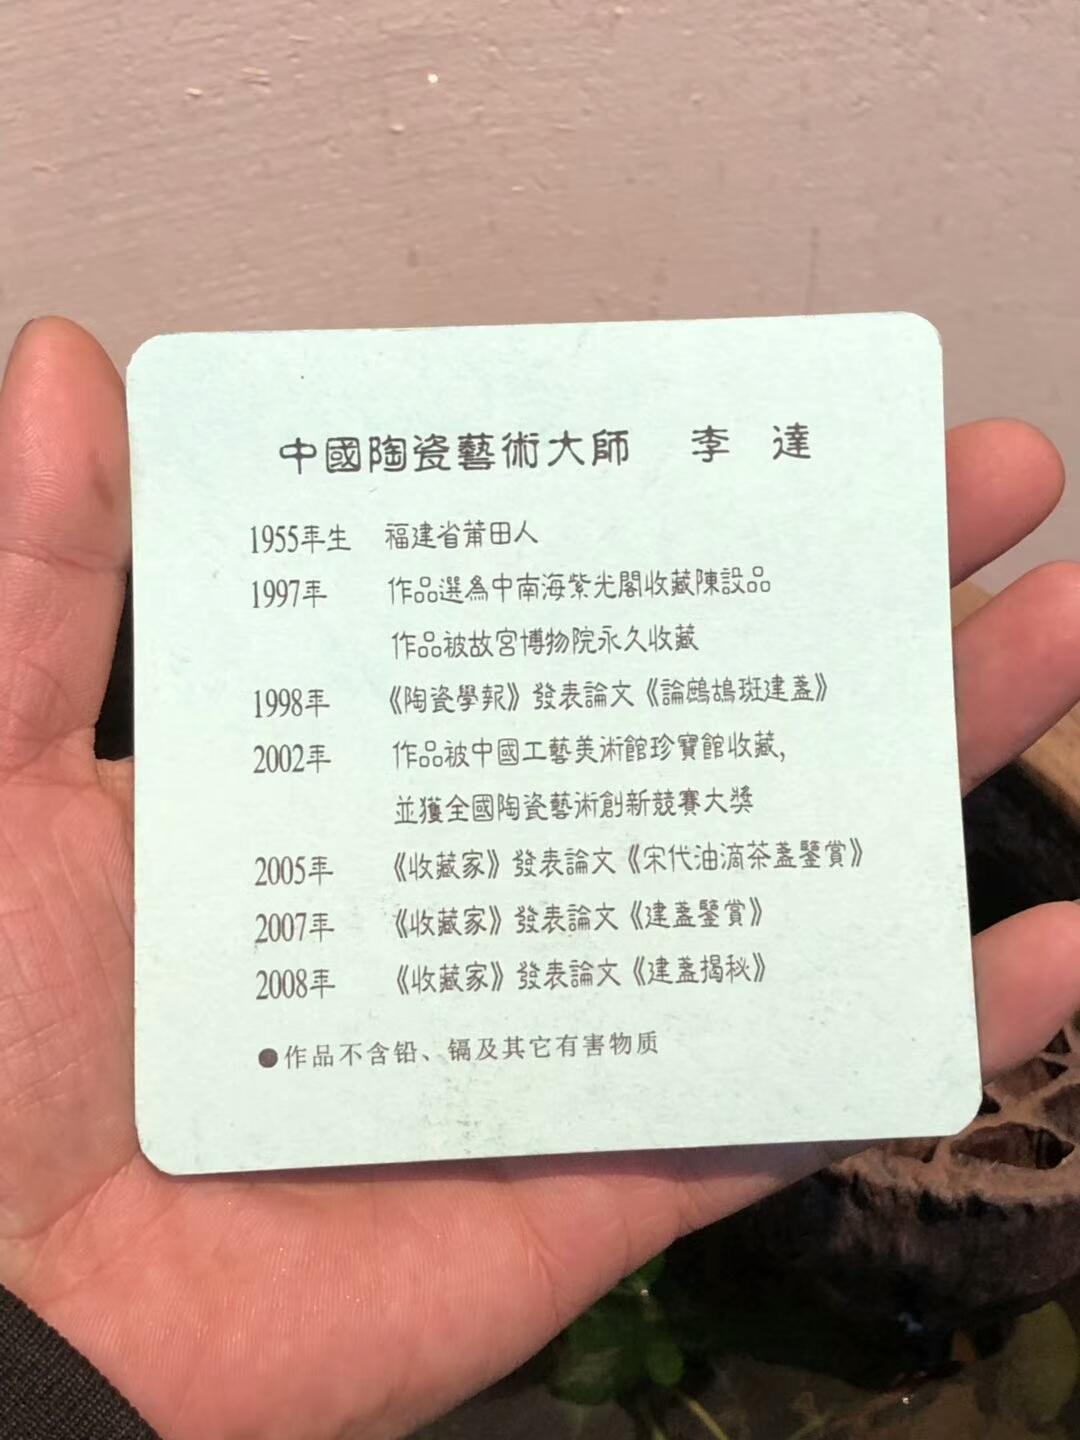 中國陶瓷藝術大師 李達
1955年生 福建省莆田人
1997年 作品選為中南海紫光閣收藏陳設品
作品被故宮博物院永久收藏
1998年 《陶瓷學報》發表論文《論鷓鴣斑建盞》
2002年 作品被中國工藝美術館珍寶館收藏，
並獲全國陶瓷藝術創新競賽大獎
2005年 《收藏家》發表論文《宋代油滴茶盞鑒賞》
2007年 《收藏家》發表論文《建盞鑒賞》
2008年 《收藏家》發表論文《建盞揭秘》
●作品不含铅、镉及其它有害物质